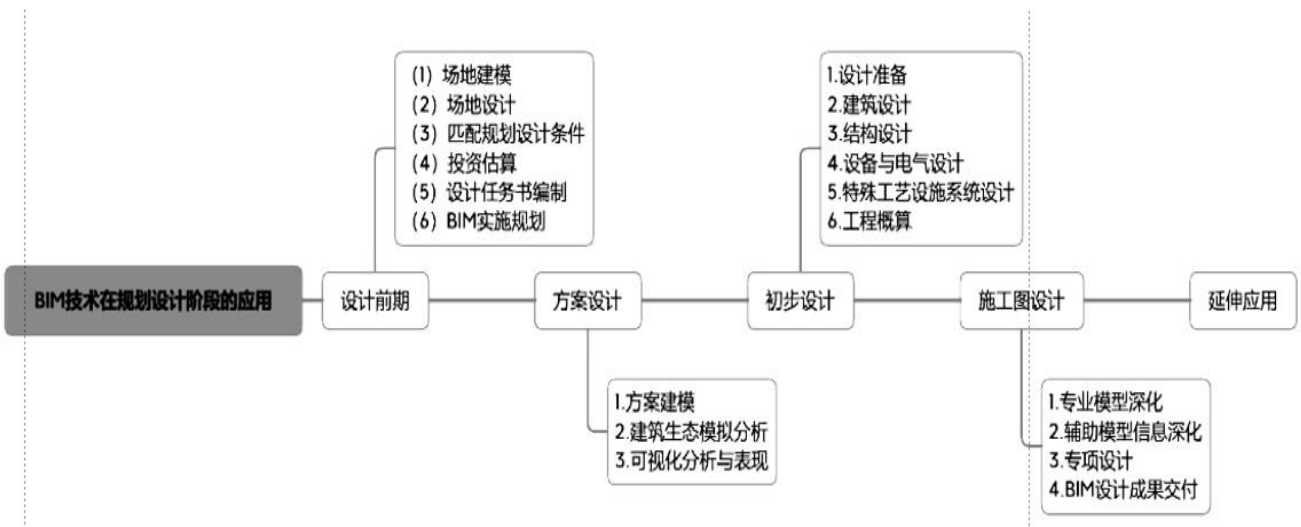 (1) 场地建模
(2) 场地设计
(3) 匹配规划设计条件
(4) 投资估算
(5) 设计任务书编制
(6) BIM实施规划
1.设计准备
2.建筑设计
3.结构设计
4.设备与电气设计
5.特殊工艺设施系统设计
6.工程概算
BIM技术在规划设计阶段的应用
设计前期
方案设计
初步设计
施工图设计
延伸应用
1.方案建模
2.建筑生态模拟分析
3.可视化分析与表现
1.专业模型深化
2.辅助模型信息深化
3.专项设计
4.BIM设计成果交付